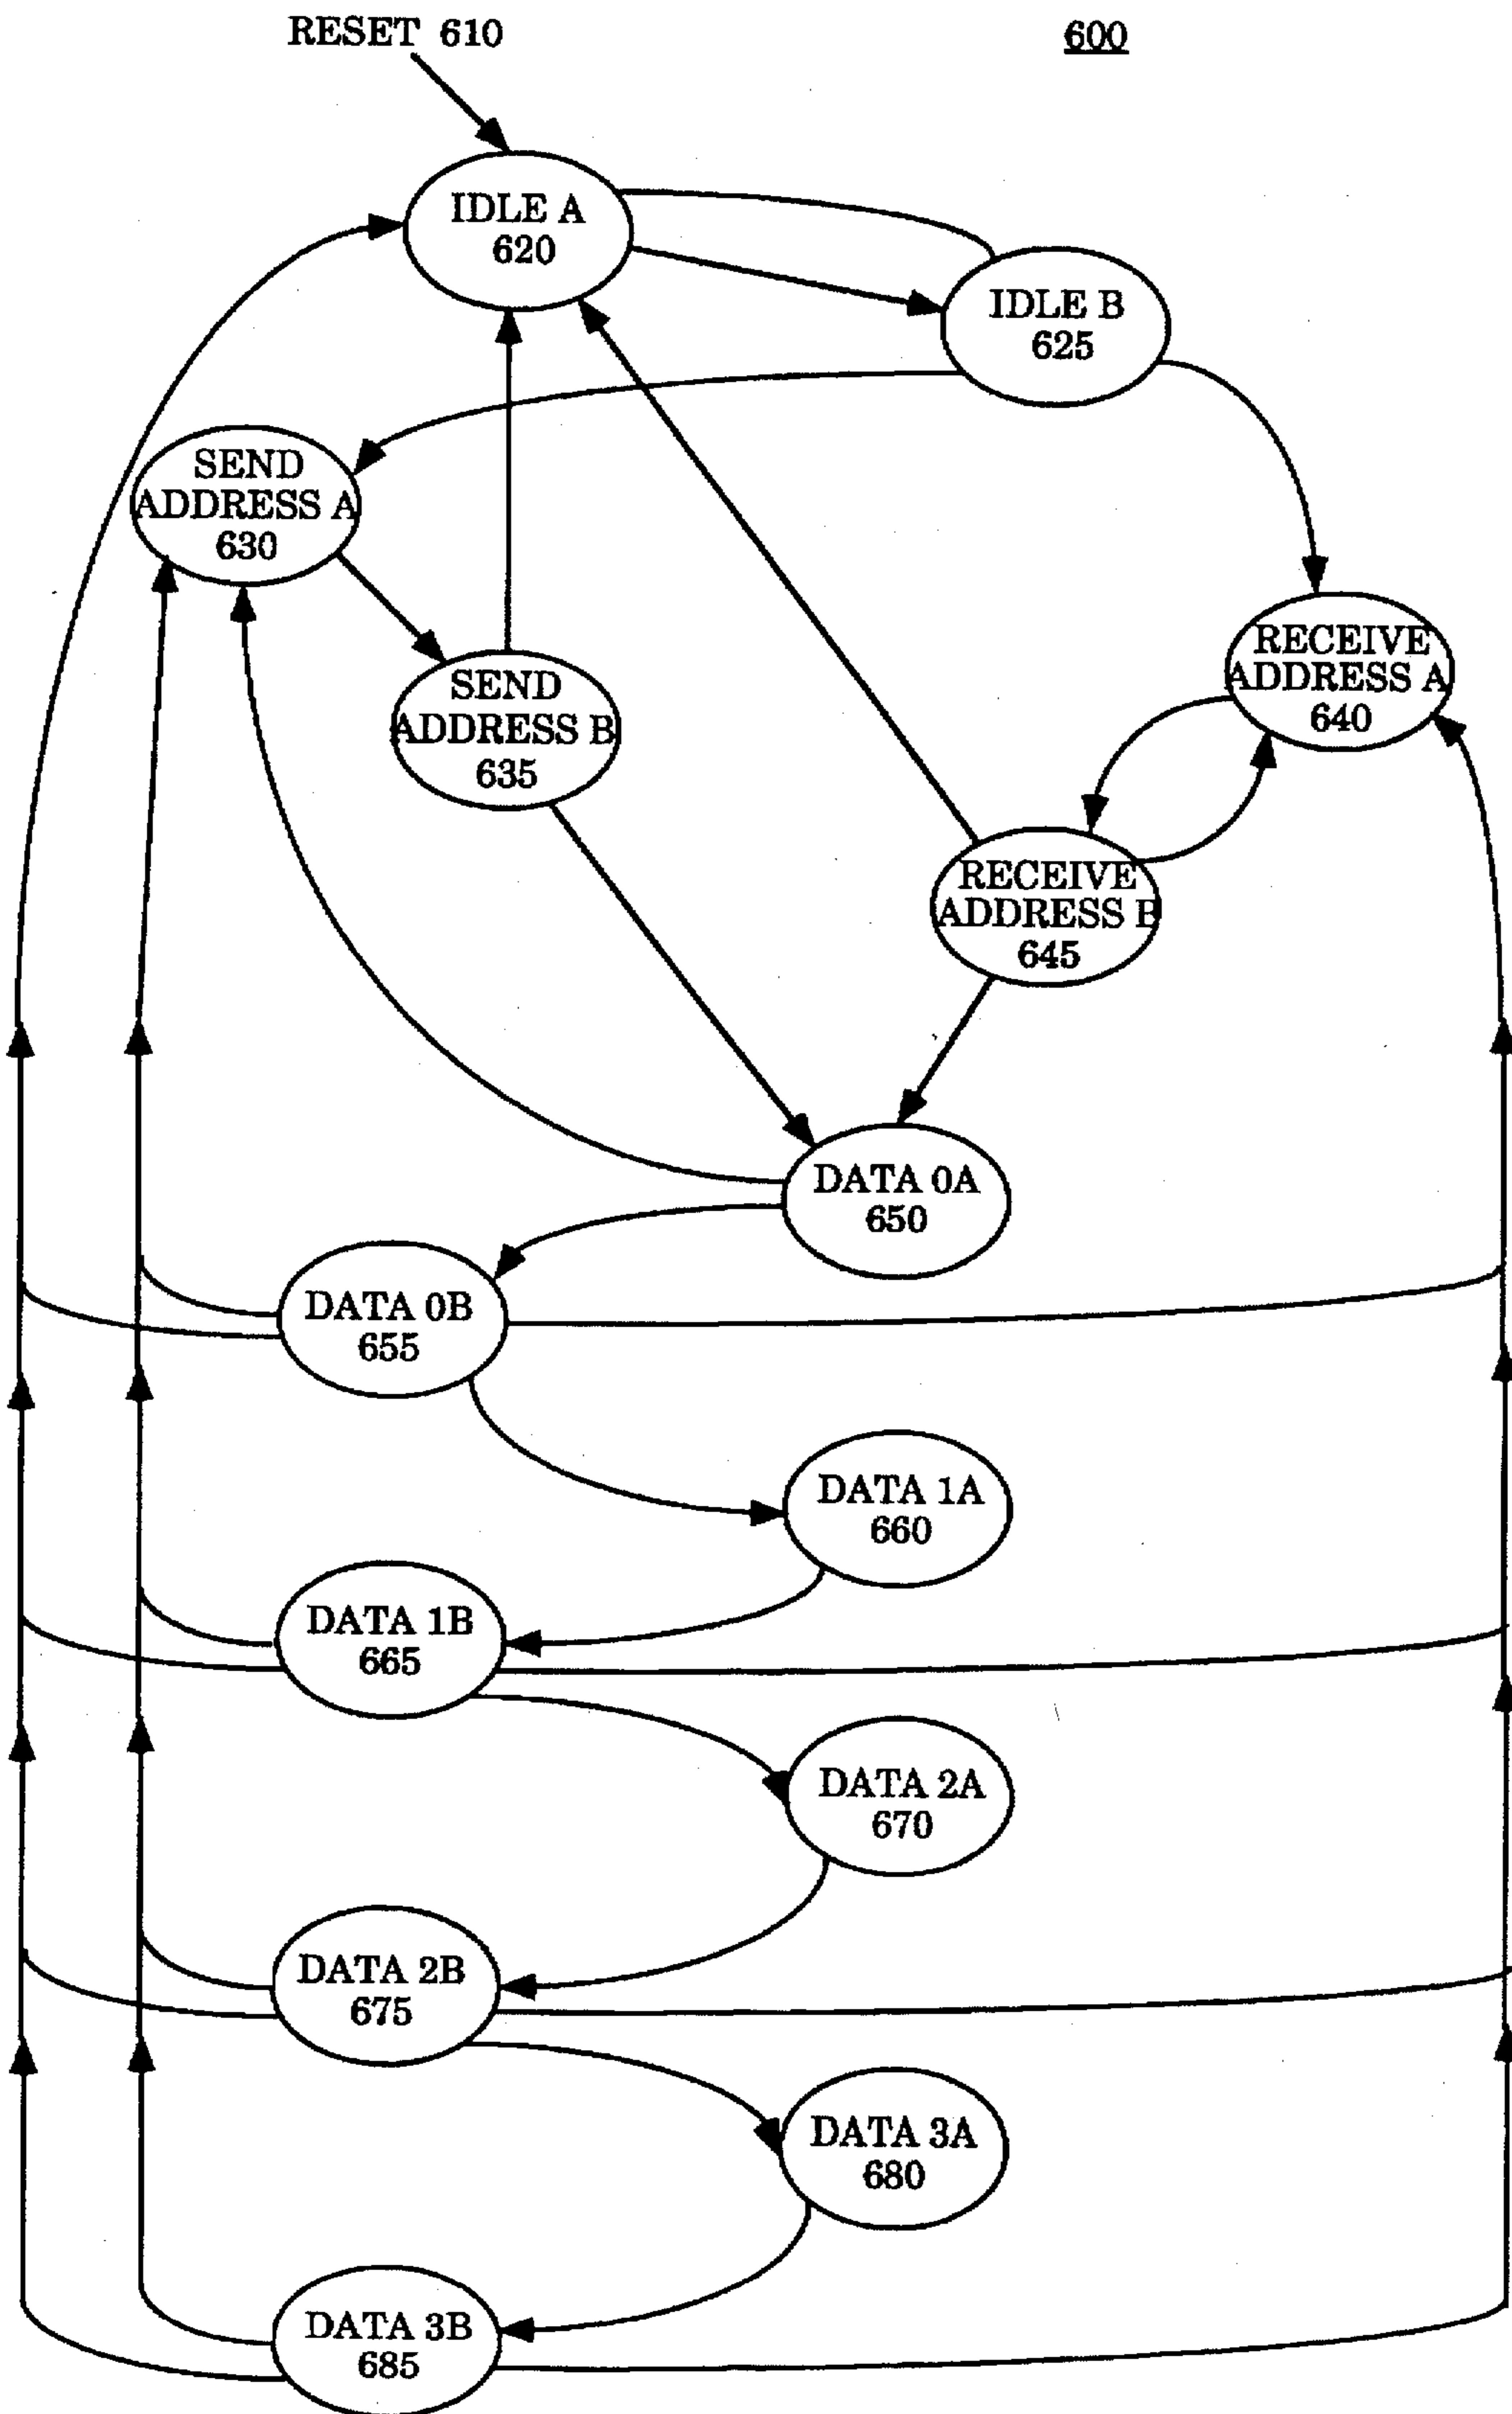 RESET 610
600
IDLE A
620
IDLE B
625
SEND
ADDRESS A
630
RECEIVE
ADDRESS A
640
SEND
ADDRESS B
635
RECEIVE
ADDRESS B
645
DATA 0A
650
DATA 0B
655
DATA 1A
660
DATA 1B
665
DATA 2A
670
DATA 2B
675
DATA 3A
680
DATA 3B
685